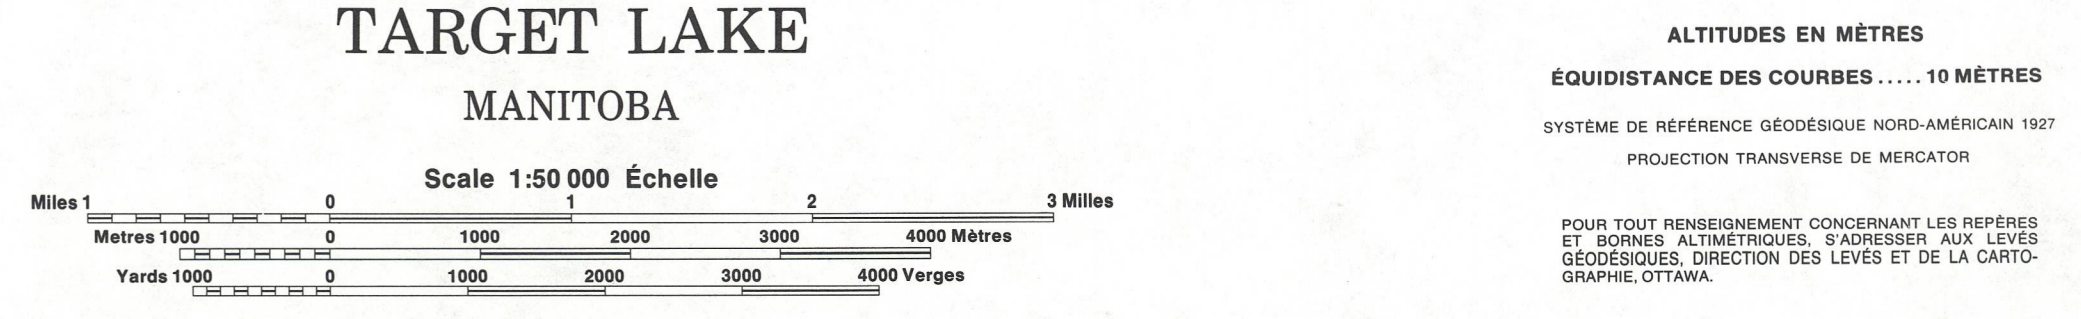 TARGET LAKE
MANITOBA
Scale 1:50 000 Échelle
Miles 1 0 1 2 3 Milles
Metres 1000 0 1000 2000 3000 4000 Mètres
Yards 1000 0 1000 2000 3000 4000 Verges
ALTITUDES EN MÈTRES
ÉQUIDISTANCE DES COURBES ..... 10 MÈTRES
SYSTÈME DE RÉFÉRENCE GÉODÉSIQUE NORD-AMÉRICAIN 1927
PROJECTION TRANSVERSE DE MERCATOR
POUR TOUT RENSEIGNEMENT CONCERNANT LES REPÈRES
ET BORNES ALTIMÉTRIQUES, S'ADRESSER AUX LEVÉS
GÉODÉSIQUES, DIRECTION DES LEVÉS ET DE LA CARTO-
GRAPHIE, OTTAWA.